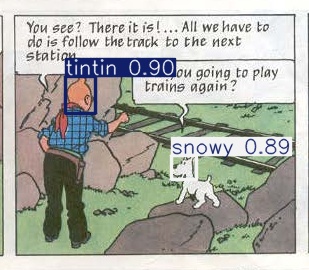 You see? There it is!... All we have to
do is follow the track to the next
station
tintin 0.90
you going to play
trains again?
snowy 0.89